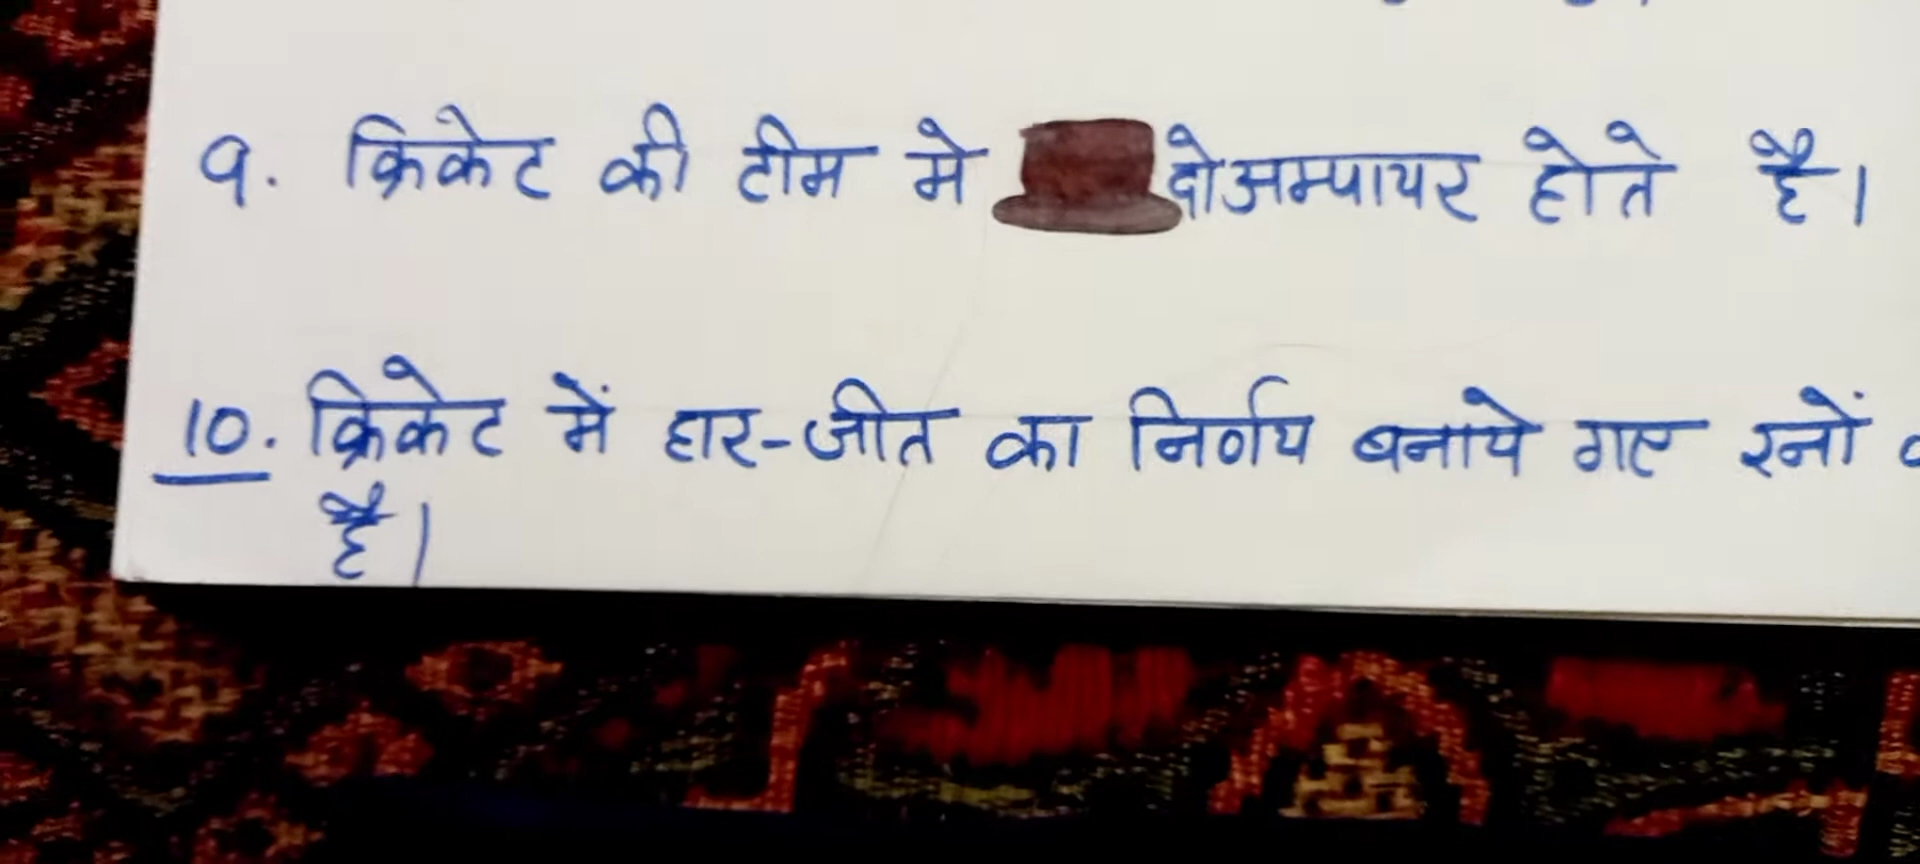 9. क्रिकेट की टीम मे दो अम्पायर होते है।
10. क्रिकेट में हार-जीत का निर्णय बनाये गए रनों
है।